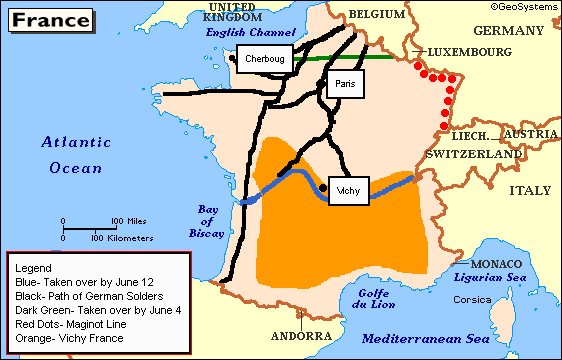 France
UNITED
KINGDOM
BELGIUM
©GeoSystems
GERMANY
English Channel
LUXEMBOURG
Cherboug
Paris
Atlantic
Ocean
LIECH.
AUSTRIA
SWITZERLAND
Vichy
ITALY
Bay
of
Biscay
100 Miles
100 Kilometers
MONACO
Ligurian Sea
Golfe
du Lion
Corsica
ANDORRA
Mediterranean Sea
Legend
Blue- Taken over by June 12
Black- Path of German Solders
Dark Green- Taken over by June 4
Red Dots- Maginot Line
Orange- Vichy France